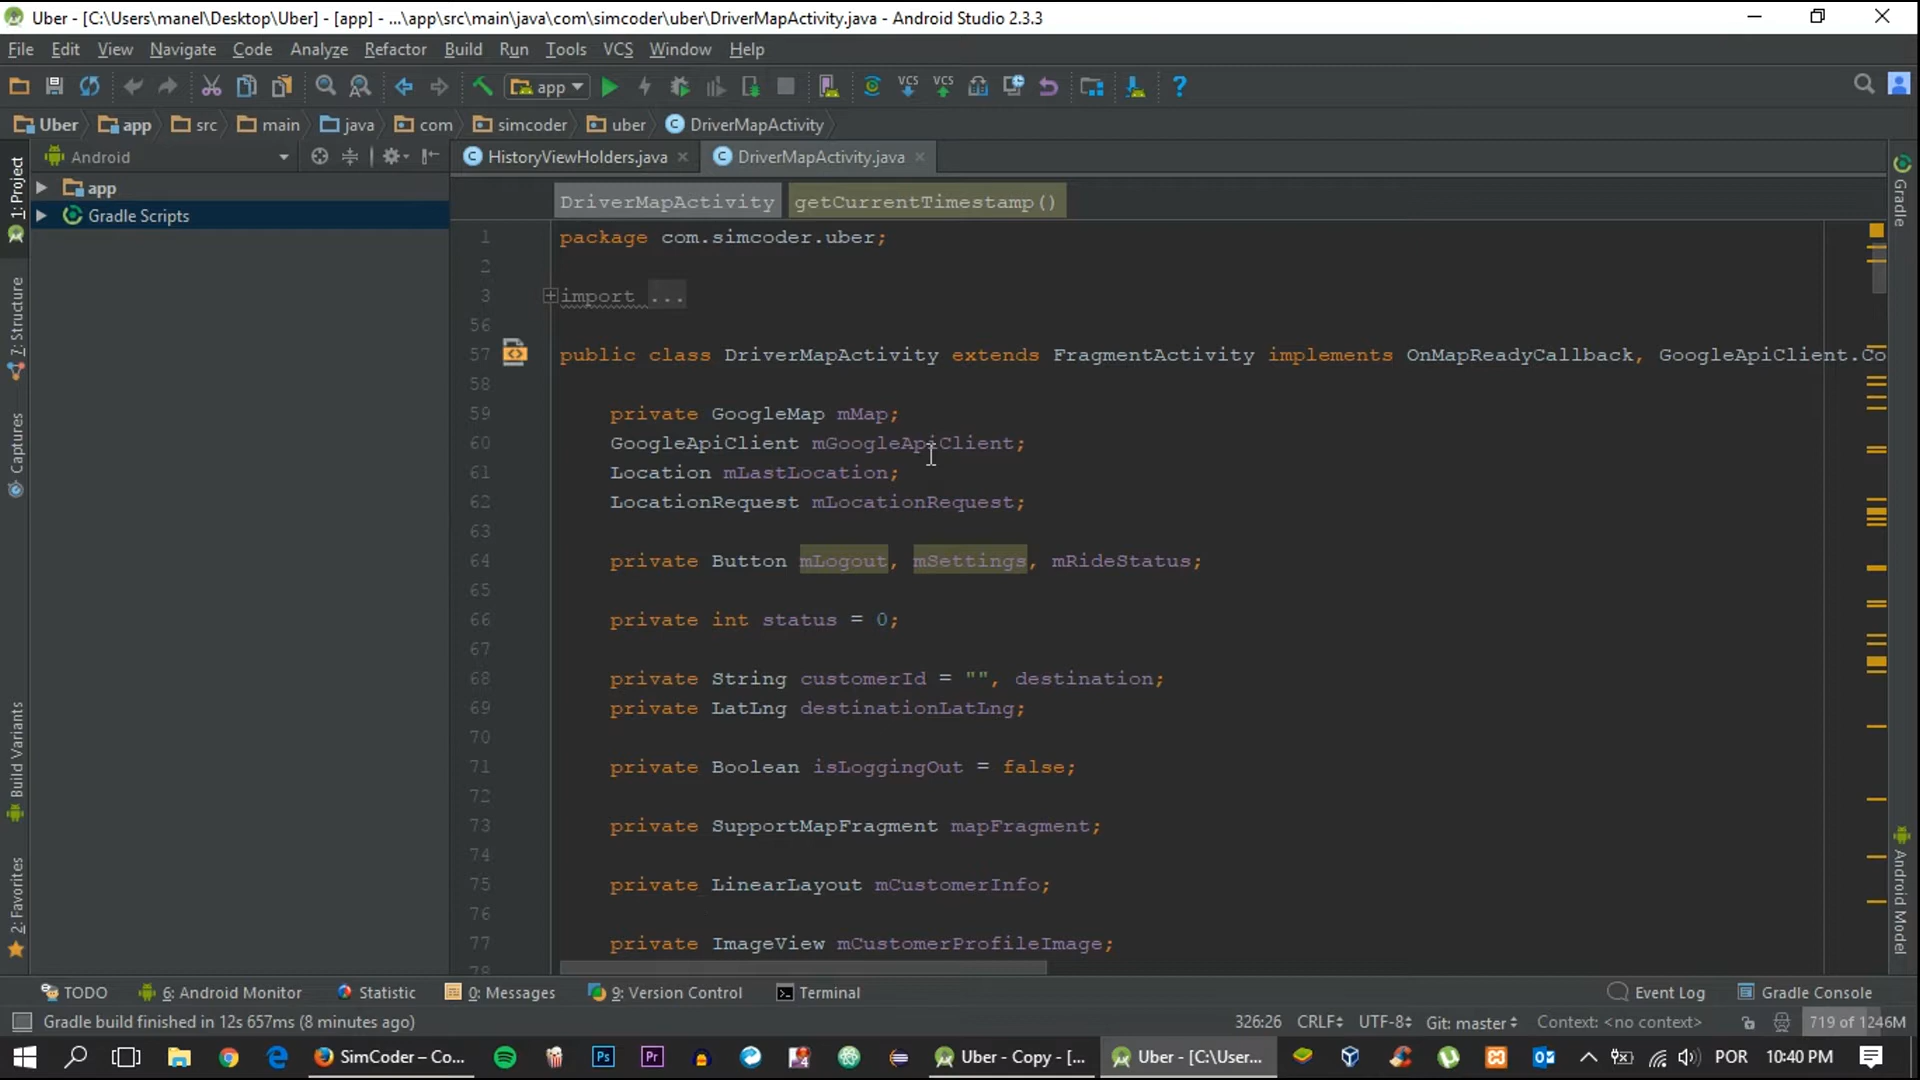 Uber - [C:\Users\manel\Desktop\Uber] - [app] - ...\app\src\main\java\com\simcoder\uber\DriverMapActivity.java - Android Studio 2.3.3
File Edit View Navigate Code Analyze Refactor Build Run Tools VCS Window Help
app VCS VCS ?
Uber app src main java com simcoder uber DriverMapActivity
Android HistoryViewHolders.java DriverMapActivity.java
app
Gradle Scripts
1: Project
7: Structure
Captures
Build Variants
2: Favorites
DriverMapActivity getCurrentTimestamp()
1 package com.simcoder.uber;
2
3 import ...
56
57 public class DriverMapActivity extends FragmentActivity implements OnMapReadyCallback, GoogleApiClient.Co
58
59 private GoogleMap mMap;
60 GoogleApiClient mGoogleApiClient;
61 Location mLastLocation;
62 LocationRequest mLocationRequest;
63
64 private Button mLogout, mSettings, mRideStatus;
65
66 private int status = 0;
67
68 private String customerId = "", destination;
69 private LatLng destinationLatLng;
70
71 private Boolean isLoggingOut = false;
72
73 private SupportMapFragment mapFragment;
74
75 private LinearLayout mCustomerInfo;
76
77 private ImageView mCustomerProfileImage;
78
Gradle
Android Model
TODO 6: Android Monitor Statistic 0: Messages 9: Version Control Terminal Event Log Gradle Console
Gradle build finished in 12s 657ms (8 minutes ago) 326:26 CRLF UTF-8 Git: master Context: <no context> 719 of 1246M
SimCoder – Co... Ps Pr Uber - Copy - [... Uber - [C:\User... POR 10:40 PM